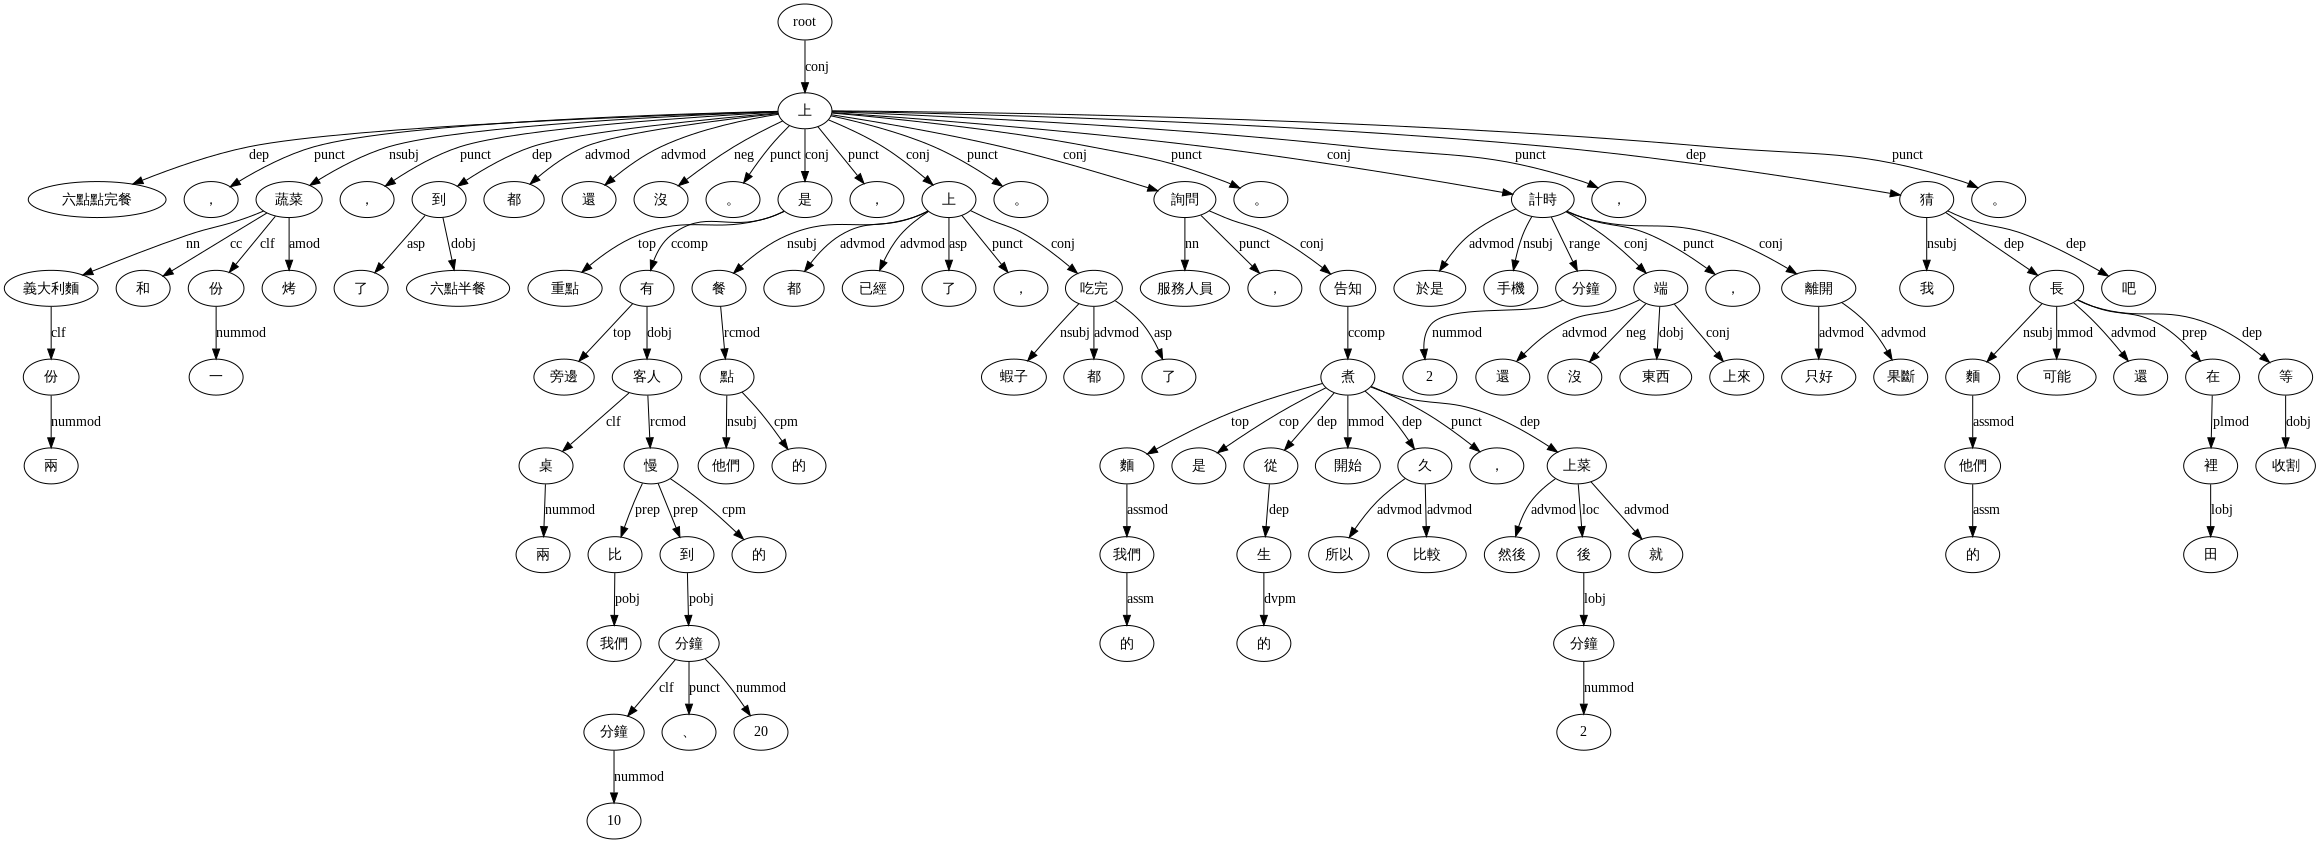 root
conj
上
dep punct nsubj punct dep advmod advmod neg punct conj punct conj punct conj punct conj punct dep punct
六點點完餐 , 蔬菜 , 到 都 還 沒 。 是 , 上 。 詢問 。 計時 , 猜 。
nn cc clf amod asp dobj top ccomp nsubj advmod advmod asp punct conj nn punct conj advmod nsubj range conj punct conj nsubj dep dep
義大利麵 和 份 烤 了 六點半餐 重點 有 餐 都 已經 了 , 吃完 服務人員 , 告知 於是 手機 分鐘 端 , 離開 我 長 吧
clf nummod top dobj rcmod nsubj advmod asp ccomp nummod advmod neg dobj conj advmod advmod nsubj mmod advmod prep dep
份 一 旁邊 客人 點 蝦子 都 了 煮 2 還 沒 東西 上來 只好 果斷 麵 可能 還 在 等
nummod clf rcmod nsubj cpm top cop dep mmod dep punct dep assmod plmod dobj
兩 桌 慢 他們 的 麵 是 從 開始 久 , 上菜 他們 裡 收割
nummod prep prep cpm assmod dep advmod advmod advmod loc advmod assm lobj
兩 比 到 的 我們 生 所以 比較 然後 後 就 的 田
pobj pobj assm dvpm lobj
我們 分鐘 的 的 分鐘
clf punct nummod nummod
分鐘 、 20 2
nummod
10